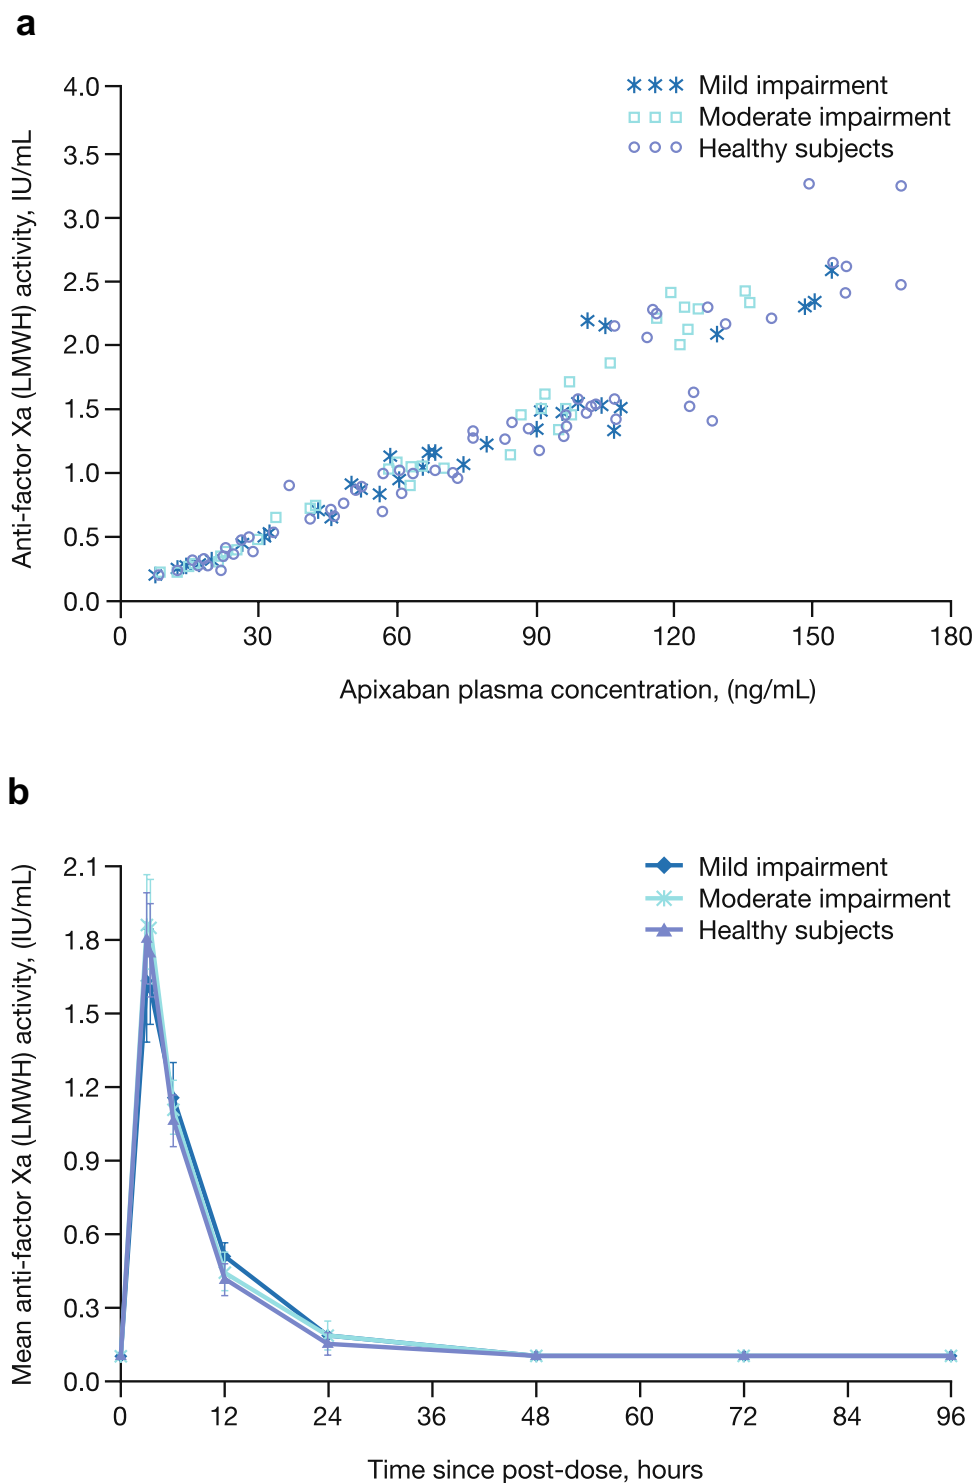 a
Mild impairment
Moderate impairment
Healthy subjects
Anti-factor Xa (LMWH) activity, IU/mL
4.0
3.5
3.0
2.5
2.0
1.5
1.0
0.5
0.0
0 30 60 90 120 150 180
Apixaban plasma concentration, (ng/mL)
b
Mild impairment
Moderate impairment
Healthy subjects
Mean anti-factor Xa (LMWH) activity, (IU/mL)
2.1
1.8
1.5
1.2
0.9
0.6
0.3
0.0
0 12 24 36 48 60 72 84 96
Time since post-dose, hours